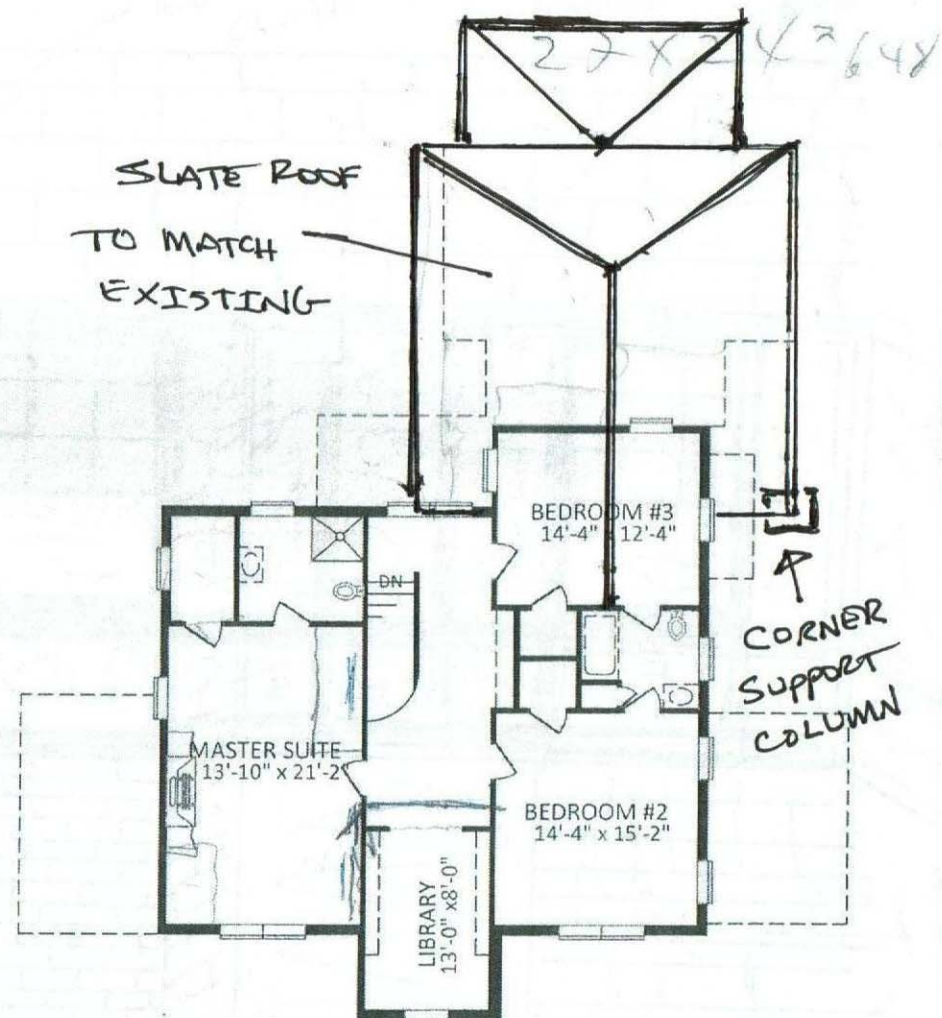 27 x 24 = 648
SLATE ROOF
TO MATCH
EXISTING
BEDROOM #3
14'-4" 12'-4"
DN
CORNER
SUPPORT
COLUMN
MASTER SUITE
13'-10" x 21'-2"
BEDROOM #2
14'-4" x 15'-2"
LIBRARY
13'-0" x8'-0"